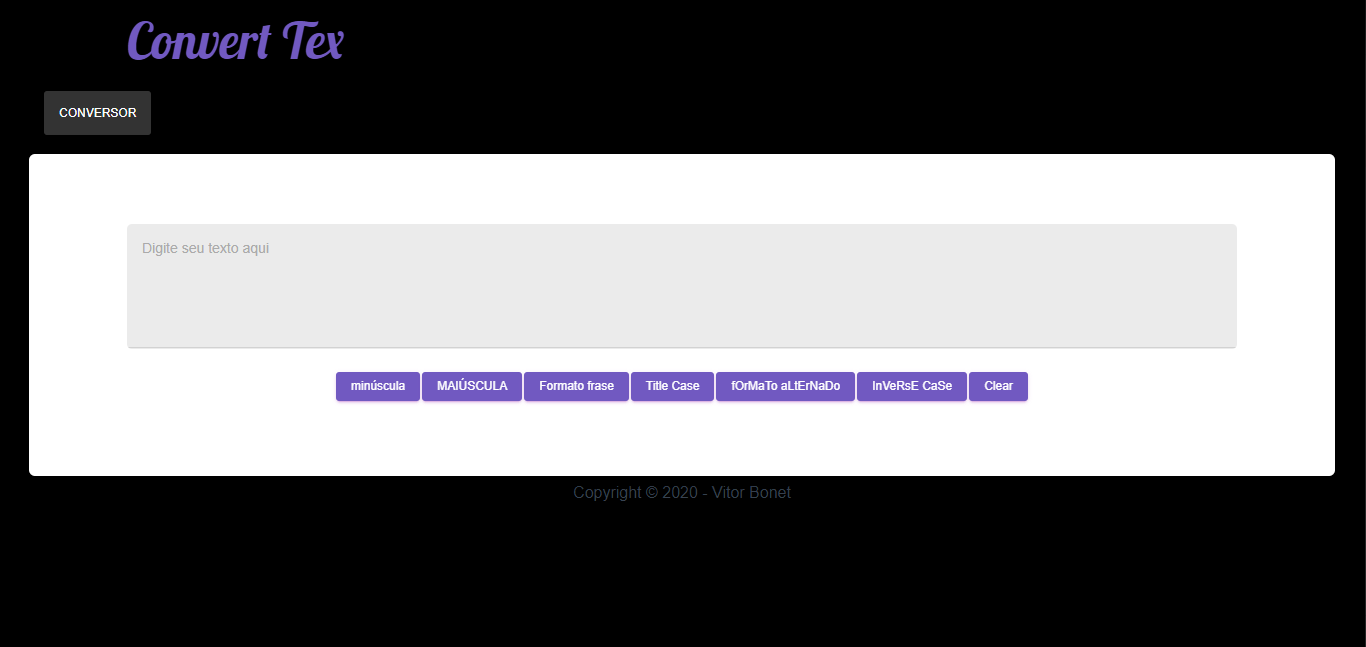 Convert Tex
CONVERSOR
Digite seu texto aqui
minúscula MAIÚSCULA Formato frase Title Case fOrMaTo aLtErNaDo InVeRsE CaSe Clear
Copyright © 2020 - Vitor Bonet